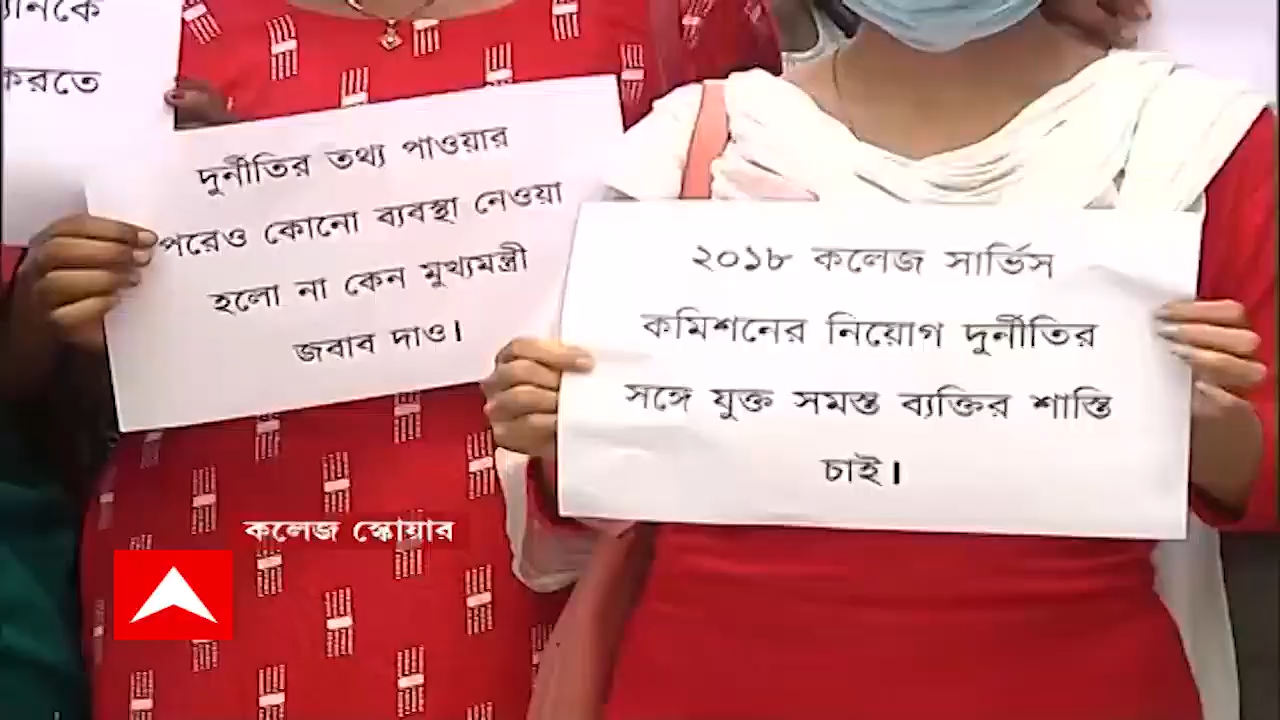 করতে
দুর্নীতির তথ্য পাওয়ার
পরেও কোনো ব্যবস্থা নেওয়া
হলো না কেন মুখ্যমন্ত্রী
জবাব দাও।
২০১৮ কলেজ সার্ভিস
কমিশনের নিয়োগ দুর্নীতির
সঙ্গে যুক্ত সমস্ত ব্যক্তির শাস্তি
চাই।
কলেজ স্কোয়ার